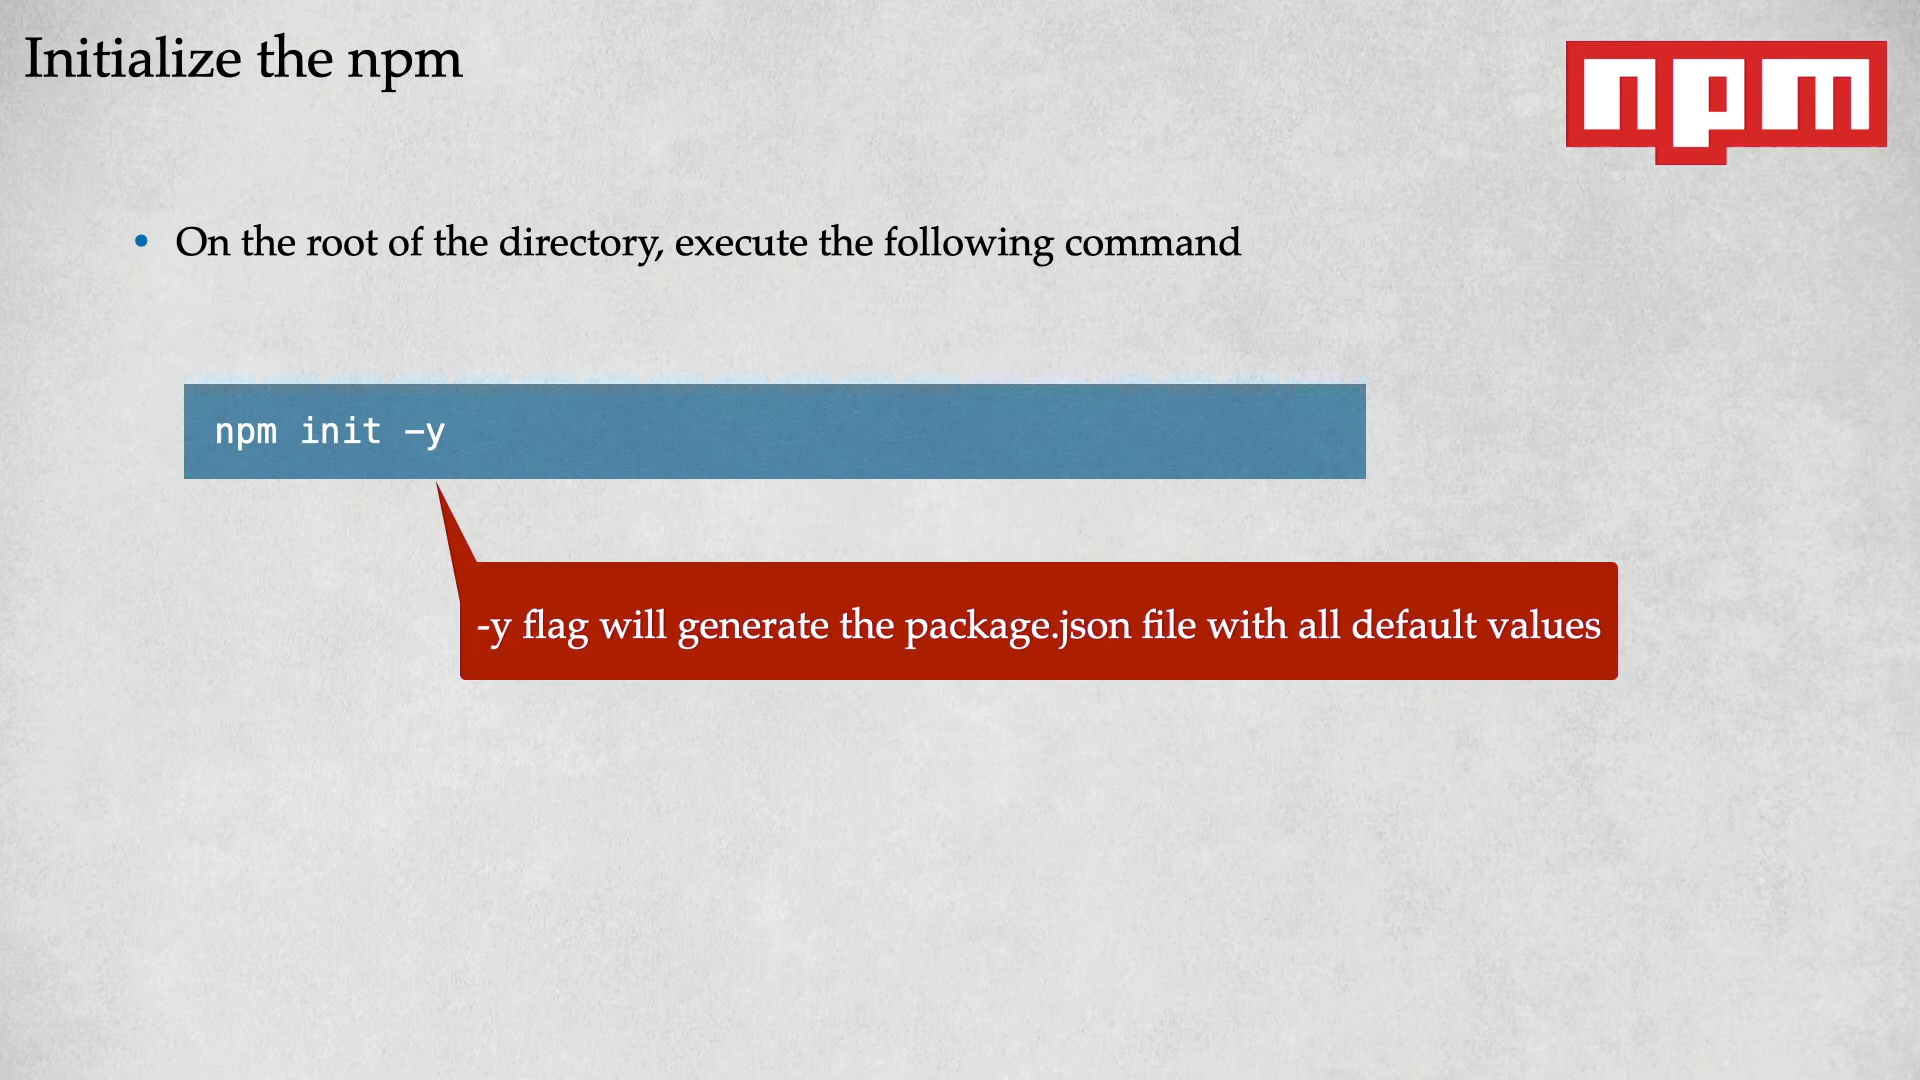 Initialize the npm
npm
• On the root of the directory, execute the following command
npm init -y
-y flag will generate the package.json file with all default values